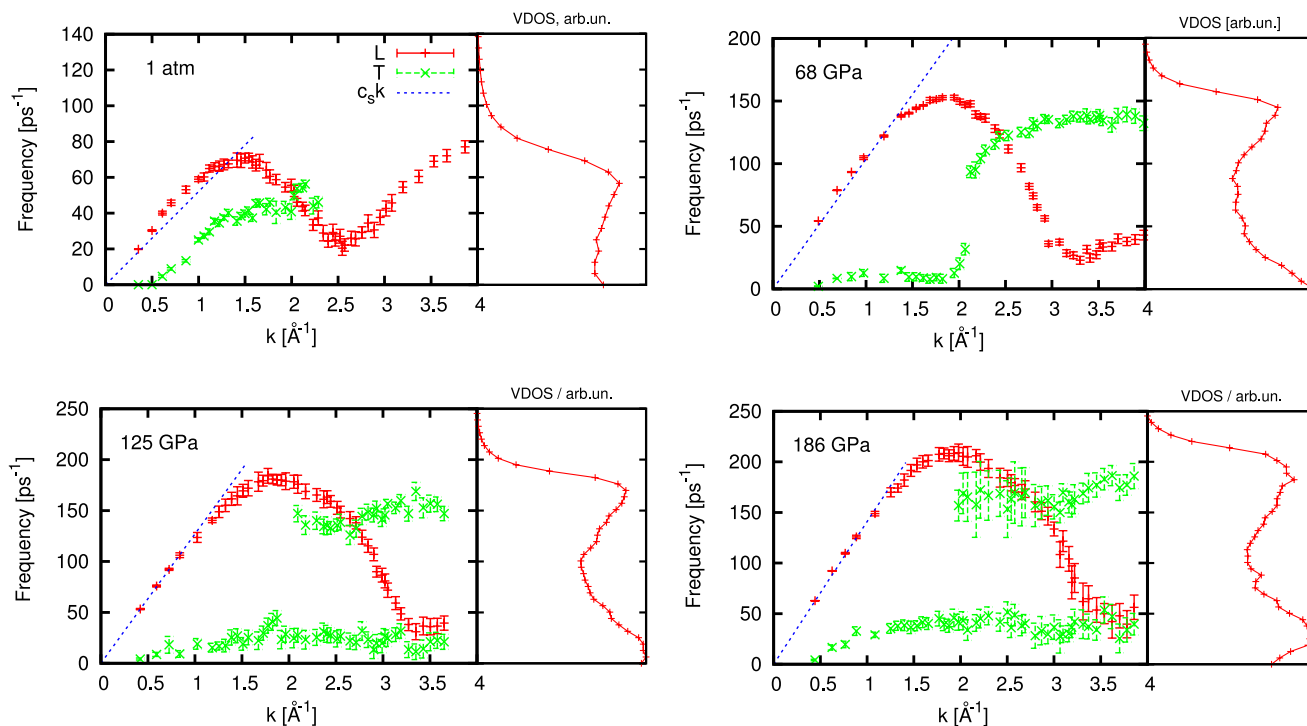 VDOS, arb.un.
140
120
100
80
60
40
20
0
Frequency [ps⁻¹]
1 atm
L
T
cₛk
0 0.5 1 1.5 2 2.5 3 3.5 4
k [Å⁻¹]
VDOS [arb.un.]
200
150
100
50
0
Frequency [ps⁻¹]
68 GPa
0 0.5 1 1.5 2 2.5 3 3.5 4
k [Å⁻¹]
VDOS / arb.un.
250
200
150
100
50
0
Frequency [ps⁻¹]
125 GPa
0 0.5 1 1.5 2 2.5 3 3.5 4
k [Å⁻¹]
VDOS / arb.un.
250
200
150
100
50
0
Frequency [ps⁻¹]
186 GPa
0 0.5 1 1.5 2 2.5 3 3.5 4
k [Å⁻¹]